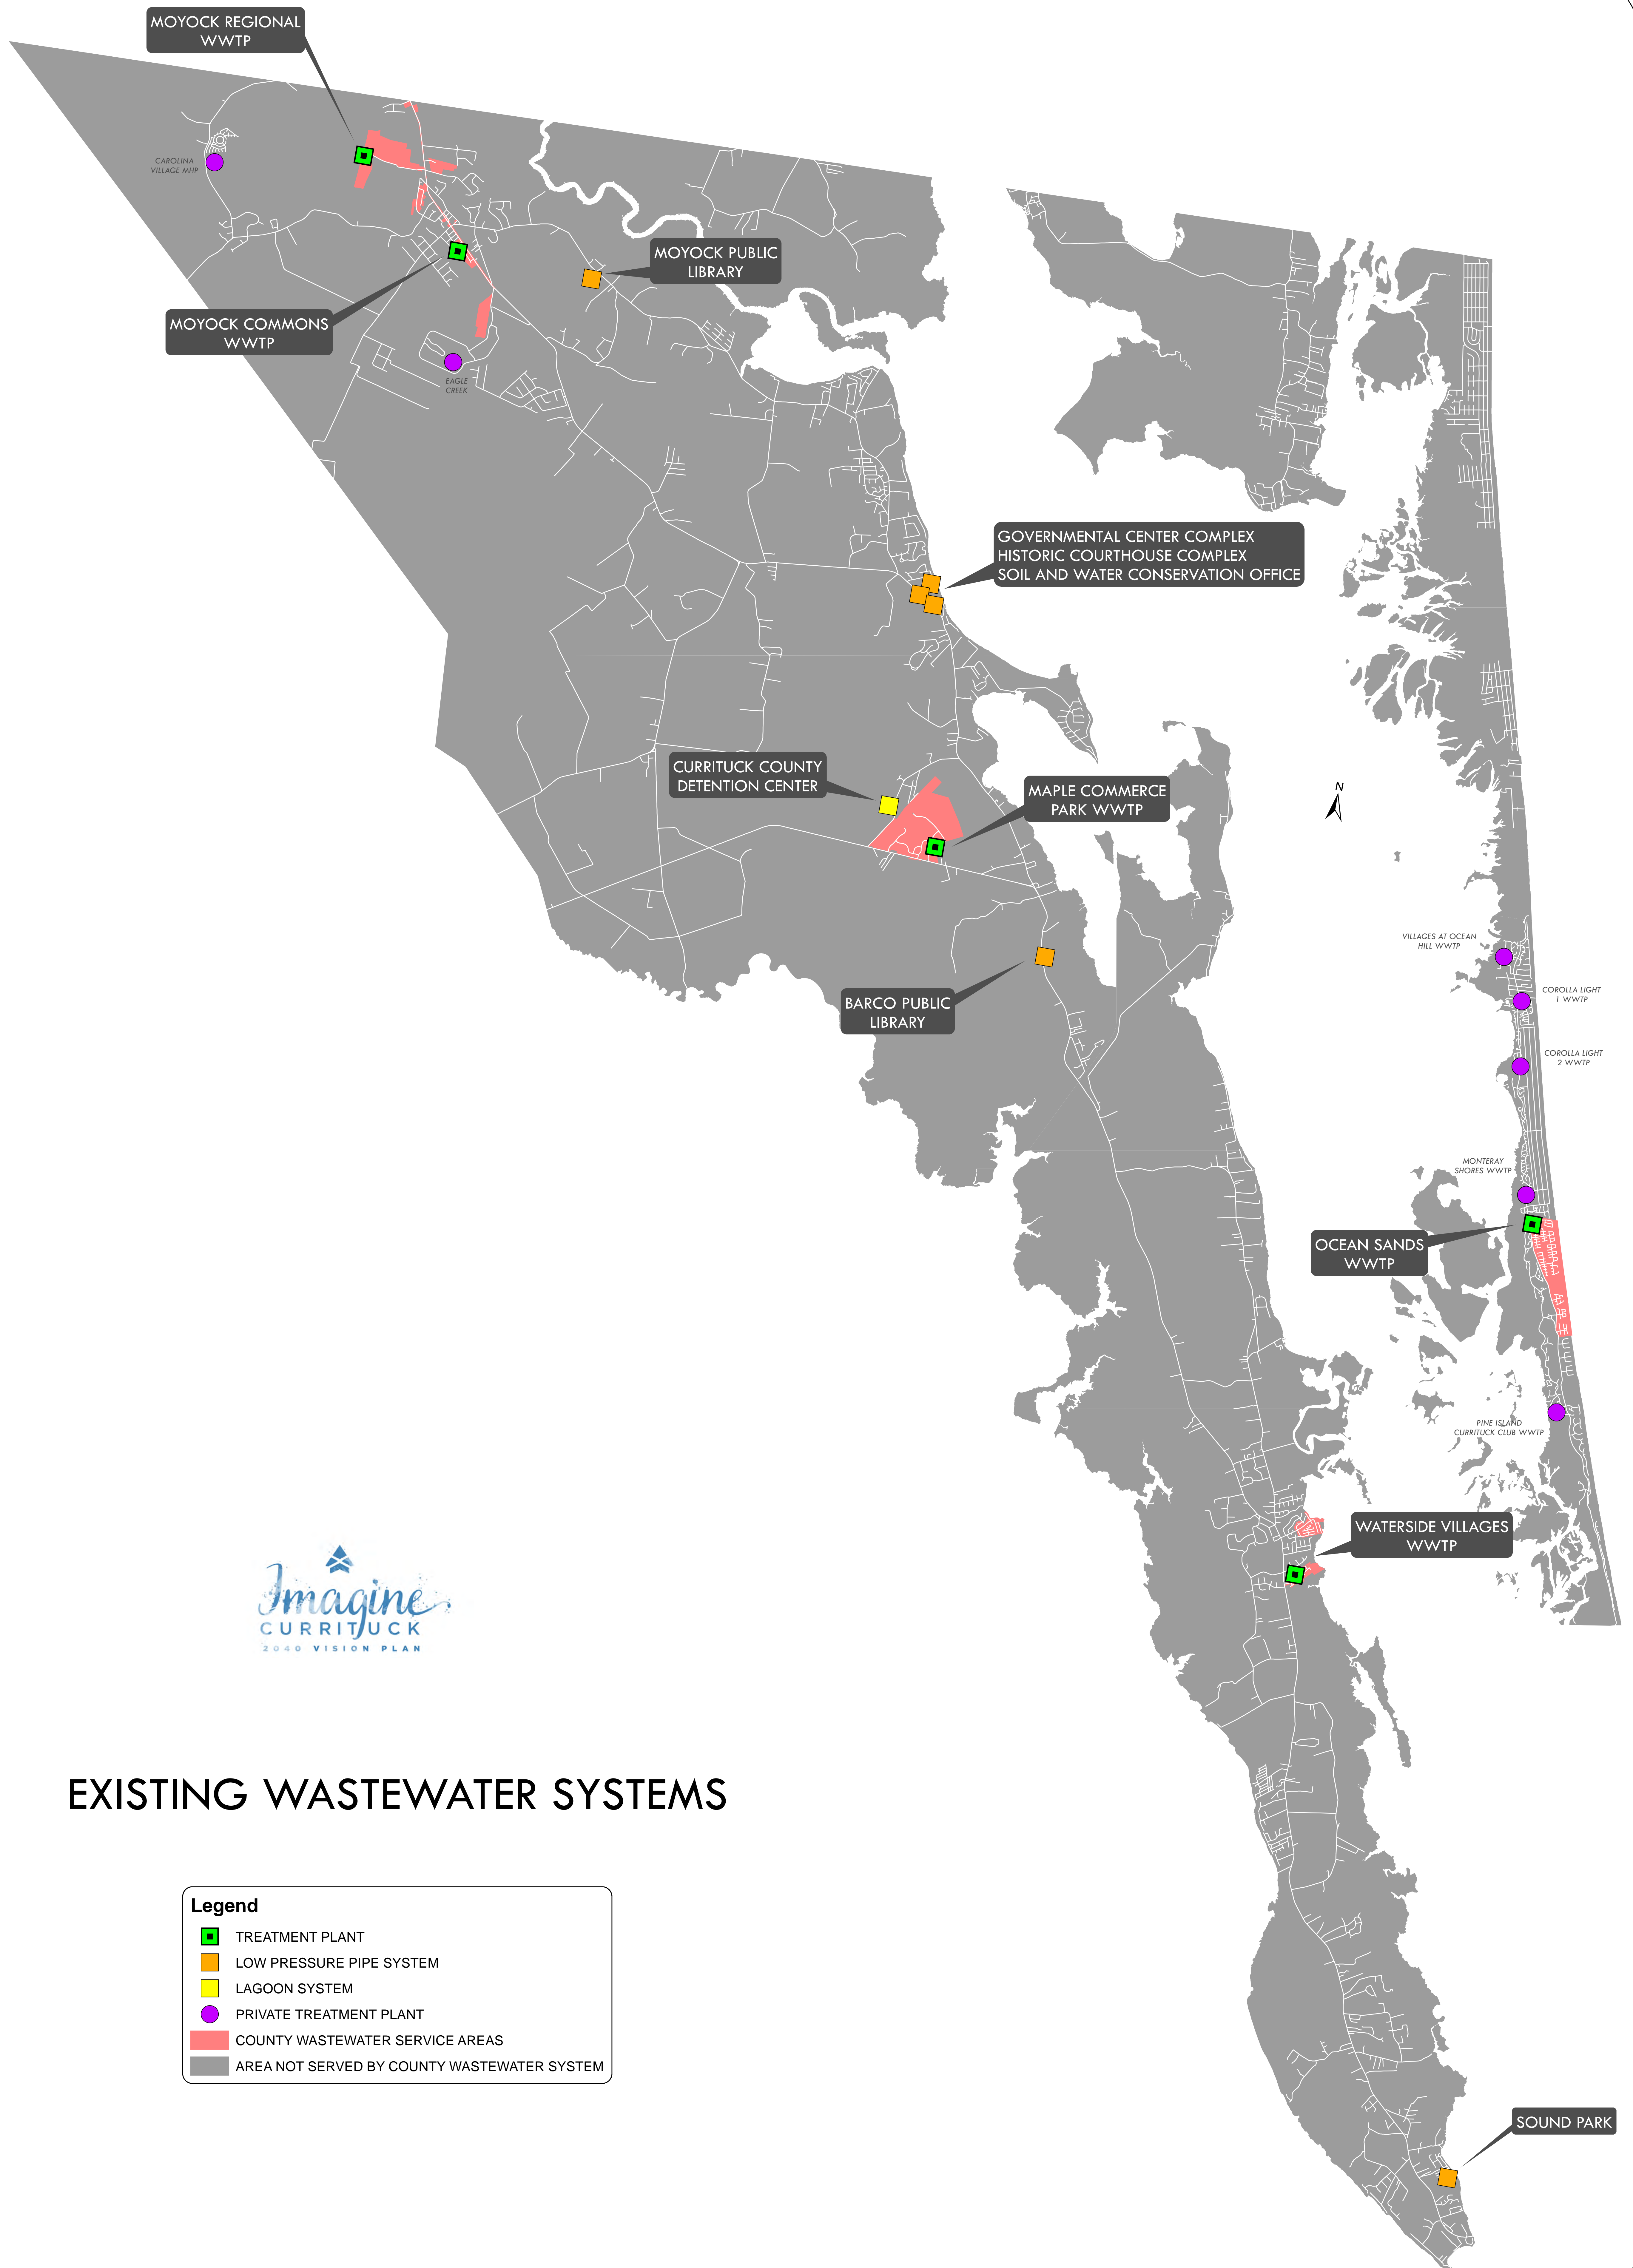 MOYOCK REGIONAL
WWTP
CAROLINA
VILLAGE MHP
MOYOCK PUBLIC
LIBRARY
MOYOCK COMMONS
WWTP
EAGLE
CREEK
GOVERNMENTAL CENTER COMPLEX
HISTORIC COURTHOUSE COMPLEX
SOIL AND WATER CONSERVATION OFFICE
CURRITUCK COUNTY
DETENTION CENTER
MAPLE COMMERCE
PARK WWTP
N
VILLAGES AT OCEAN
HILL WWTP
COROLLA LIGHT
1 WWTP
BARCO PUBLIC
LIBRARY
COROLLA LIGHT
2 WWTP
MONTERAY
SHORES WWTP
OCEAN SANDS
WWTP
PINE ISLAND
CURRITUCK CLUB WWTP
WATERSIDE VILLAGES
WWTP
Imagine
CURRITUCK
2040 VISION PLAN
EXISTING WASTEWATER SYSTEMS
Legend
TREATMENT PLANT
LOW PRESSURE PIPE SYSTEM
LAGOON SYSTEM
PRIVATE TREATMENT PLANT
COUNTY WASTEWATER SERVICE AREAS
AREA NOT SERVED BY COUNTY WASTEWATER SYSTEM
SOUND PARK